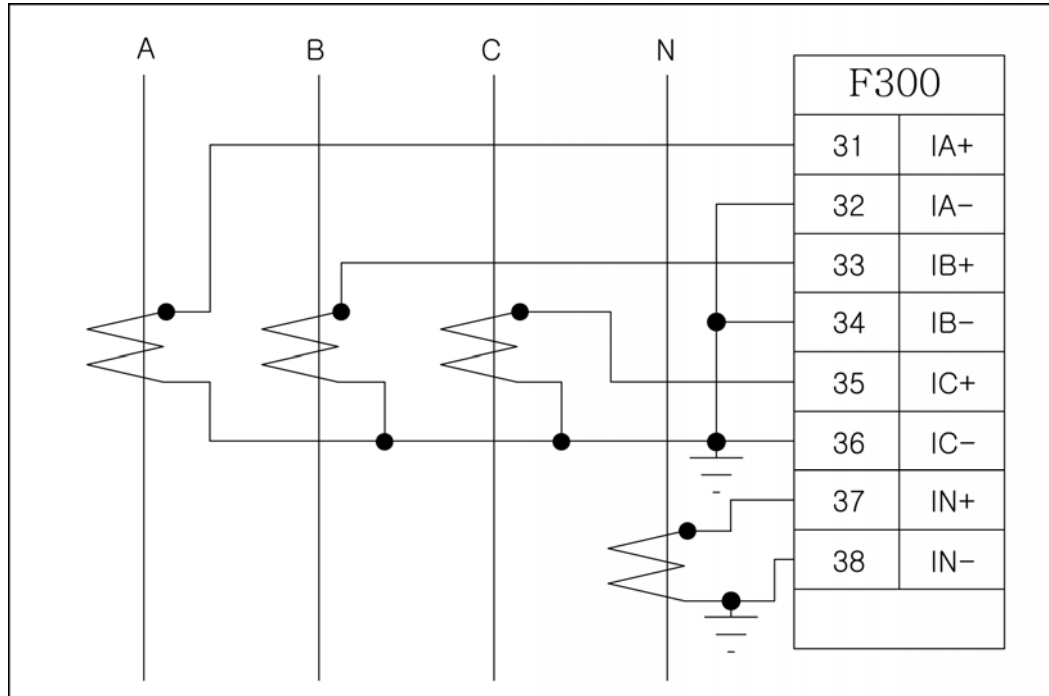 A B C N
F300
31 IA+
32 IA-
33 IB+
34 IB-
35 IC+
36 IC-
37 IN+
38 IN-